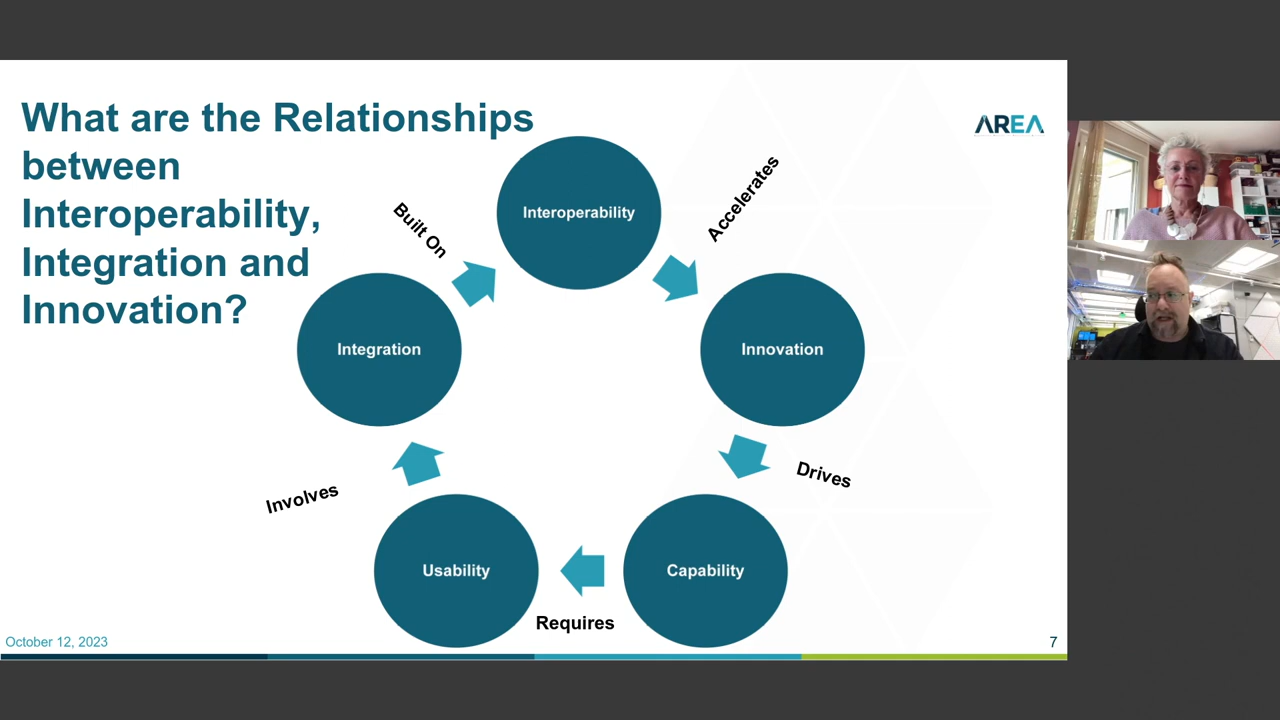 What are the Relationships
between
Interoperability,
Integration and
Innovation?
AREA
Interoperability
Accelerates
Built On
Integration
Innovation
Drives
Involves
Usability
Capability
Requires
October 12, 2023
7